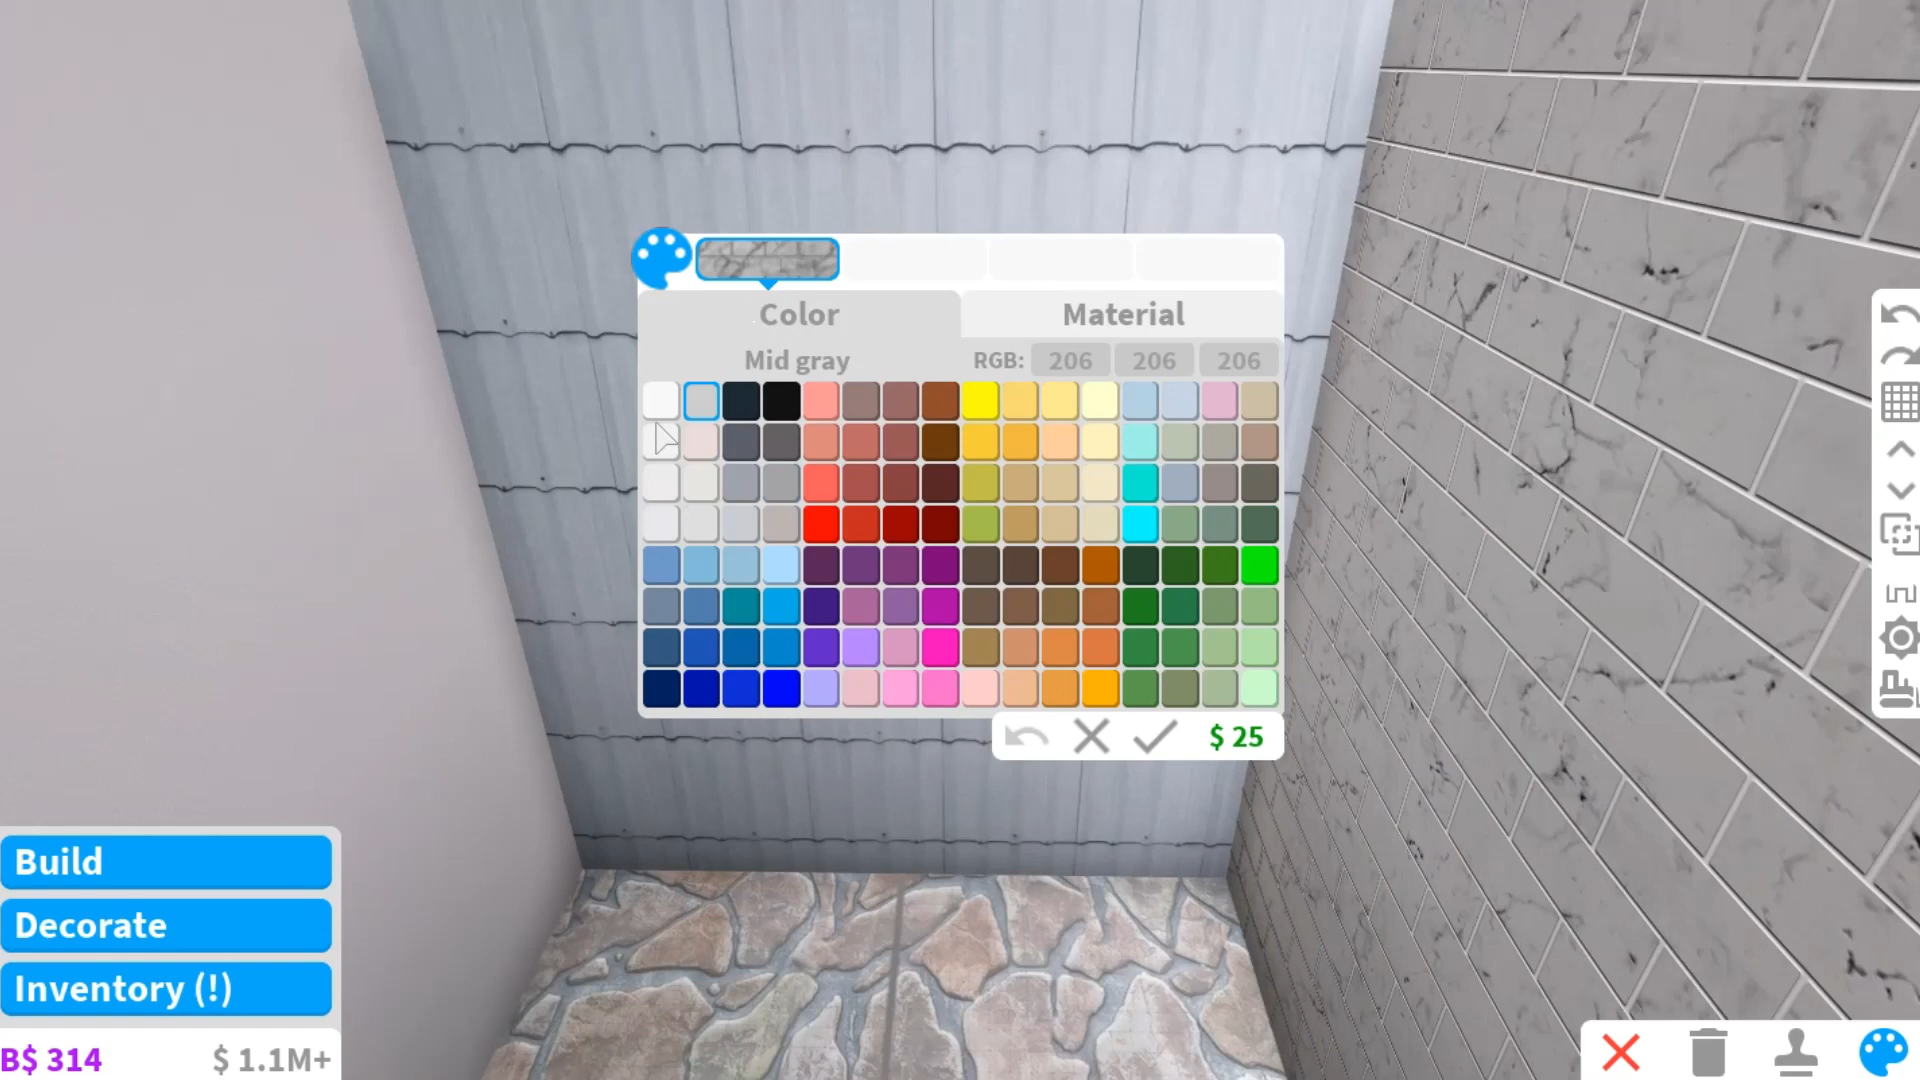 Color
Material
Mid gray
RGB: 206 206 206
$ 25
Build
Decorate
Inventory (!)
B$ 314
$ 1.1M+